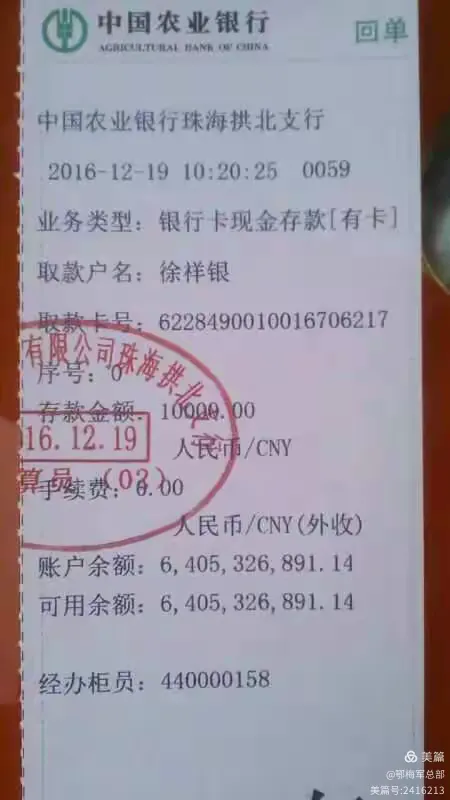 中国农业银行
AGRICULTURAL BANK OF CHINA
回单
中国农业银行珠海拱北支行
2016-12-19 10:20:25 0059
业务类型：银行卡现金存款[有卡]
取款户名：徐祥银
取款卡号：6228490010016706217
有限公司珠海拱北支行
序号：0
存款金额：10000.00
16.12.19
人民币/CNY
算员 (02)
手续费：0.00
人民币/CNY(外收)
账户余额：6,405,326,891.14
可用余额：6,405,326,891.14
经办柜员：440000158
美篇
@鄂梅军总部
美篇号:2416213